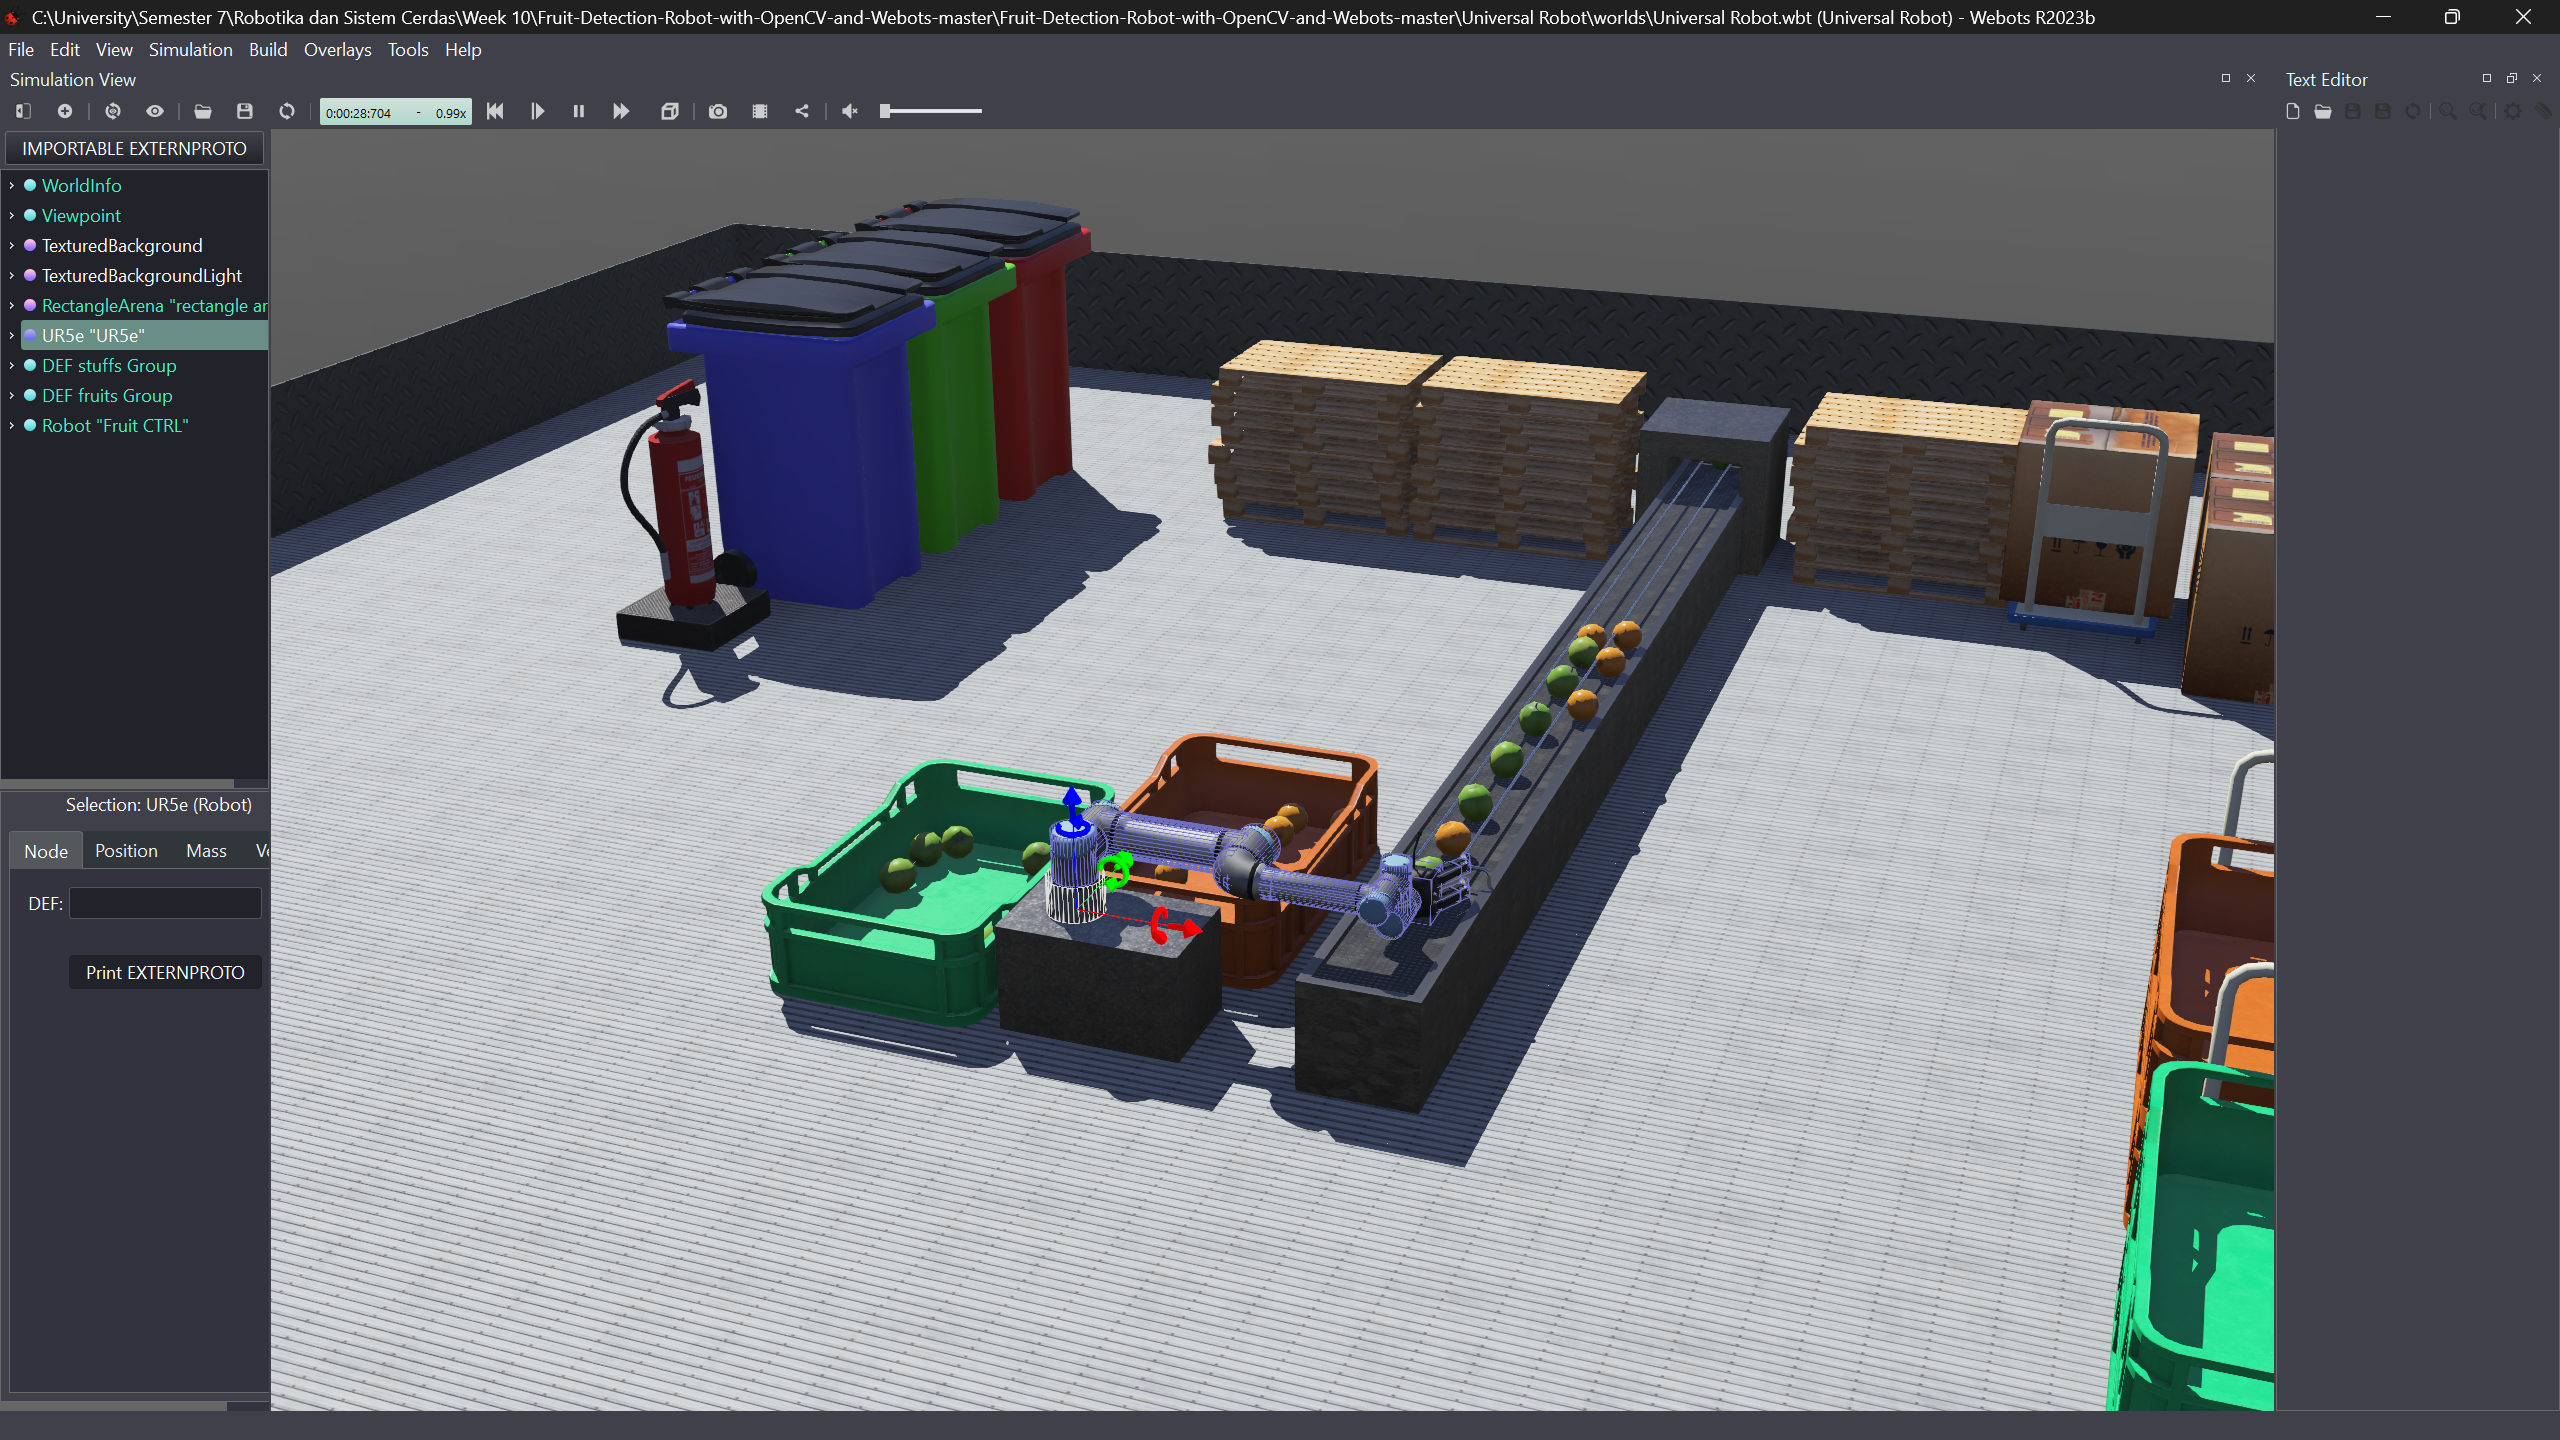 C:\University\Semester 7\Robotika dan Sistem Cerdas\Week 10\Fruit-Detection-Robot-with-OpenCV-and-Webots-master\Fruit-Detection-Robot-with-OpenCV-and-Webots-master\Universal Robot\worlds\Universal Robot.wbt (Universal Robot) - Webots R2023b
File Edit View Simulation Build Overlays Tools Help
Simulation View
Text Editor
0:00:28:704 - 0.99x
IMPORTABLE EXTERNPROTO
WorldInfo
Viewpoint
TexturedBackground
TexturedBackgroundLight
RectangleArena "rectangle ar
UR5e "UR5e"
DEF stuffs Group
DEF fruits Group
Robot "Fruit CTRL"
Selection: UR5e (Robot)
Node Position Mass Ve
DEF:
Print EXTERNPROTO